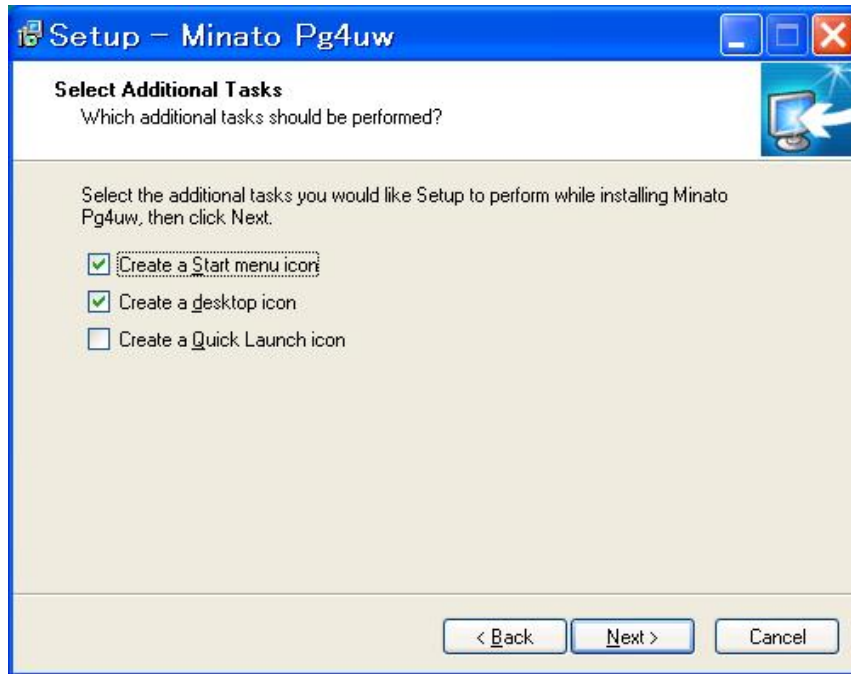 Setup - Minato Pg4uw
Select Additional Tasks
Which additional tasks should be performed?
Select the additional tasks you would like Setup to perform while installing Minato
Pg4uw, then click Next.
Create a Start menu icon
Create a desktop icon
Create a Quick Launch icon
< Back
Next >
Cancel